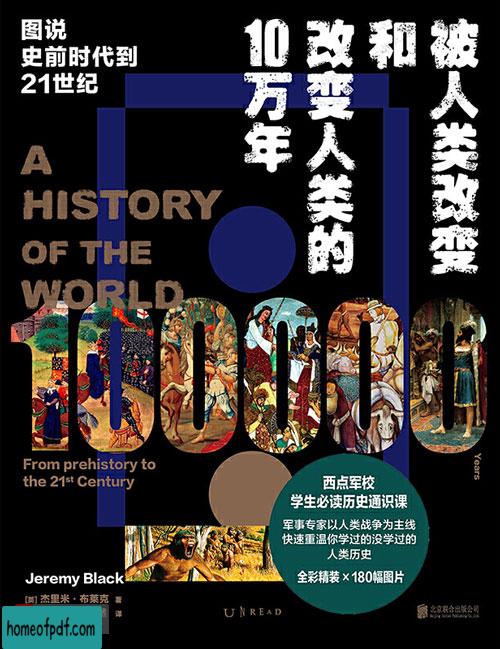 被人类改变
和
改变人类的
10万年
图说
史前时代到
21世纪
A
HISTORY
OF THE
WORLD
100000
Years
From prehistory to
the 21st Century
西点军校
学生必读历史通识课
军事专家以人类战争为主线
快速重温你学过的没学过的
人类历史
全彩精装×180幅图片
Jeremy Black
[英] 杰里米·布莱克 著
译
UNREAD
北京联合出版公司
Beijing United Publishing Co.,Ltd.
homeofpdf.com